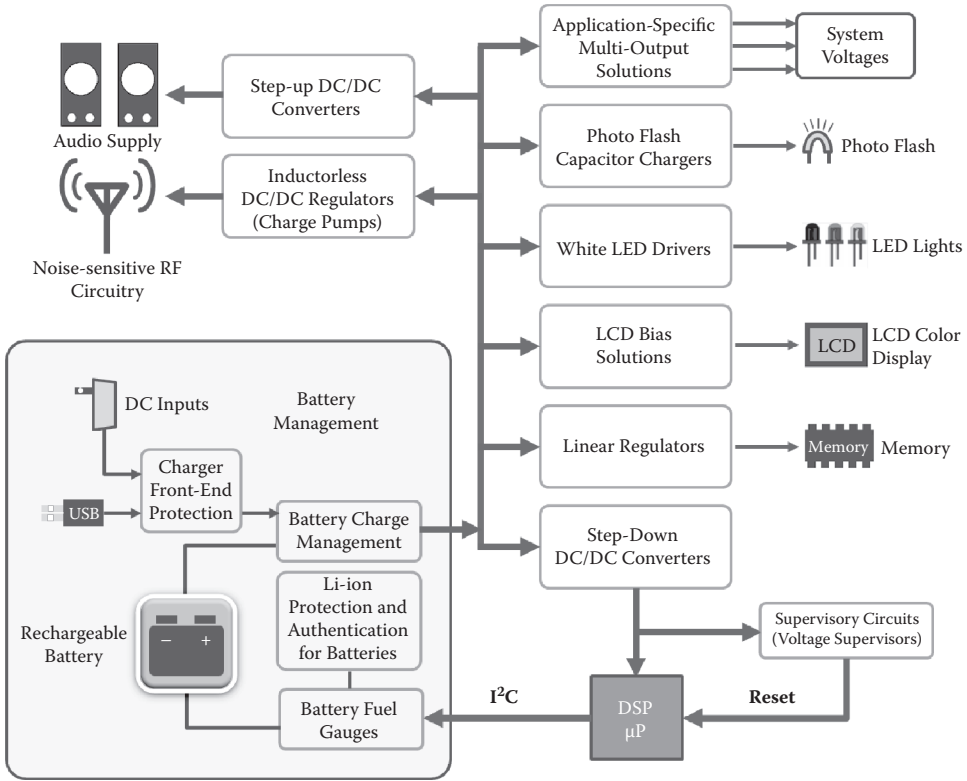 Application-Specific
Multi-Output
Solutions
System
Voltages
Step-up DC/DC
Converters
Audio Supply
Photo Flash
Capacitor Chargers
Photo Flash
Inductorless
DC/DC Regulators
(Charge Pumps)
Noise-sensitive RF
Circuitry
White LED Drivers
LED Lights
LCD Bias
Solutions
LCD
LCD Color
Display
Linear Regulators
Memory
Memory
Step-Down
DC/DC Converters
Battery
Management
DC Inputs
Charger
Front-End
Protection
USB
Battery Charge
Management
Li-ion
Protection and
Authentication
for Batteries
Rechargeable
Battery
− +
Battery Fuel
Gauges
I²C
DSP
μP
Reset
Supervisory Circuits
(Voltage Supervisors)